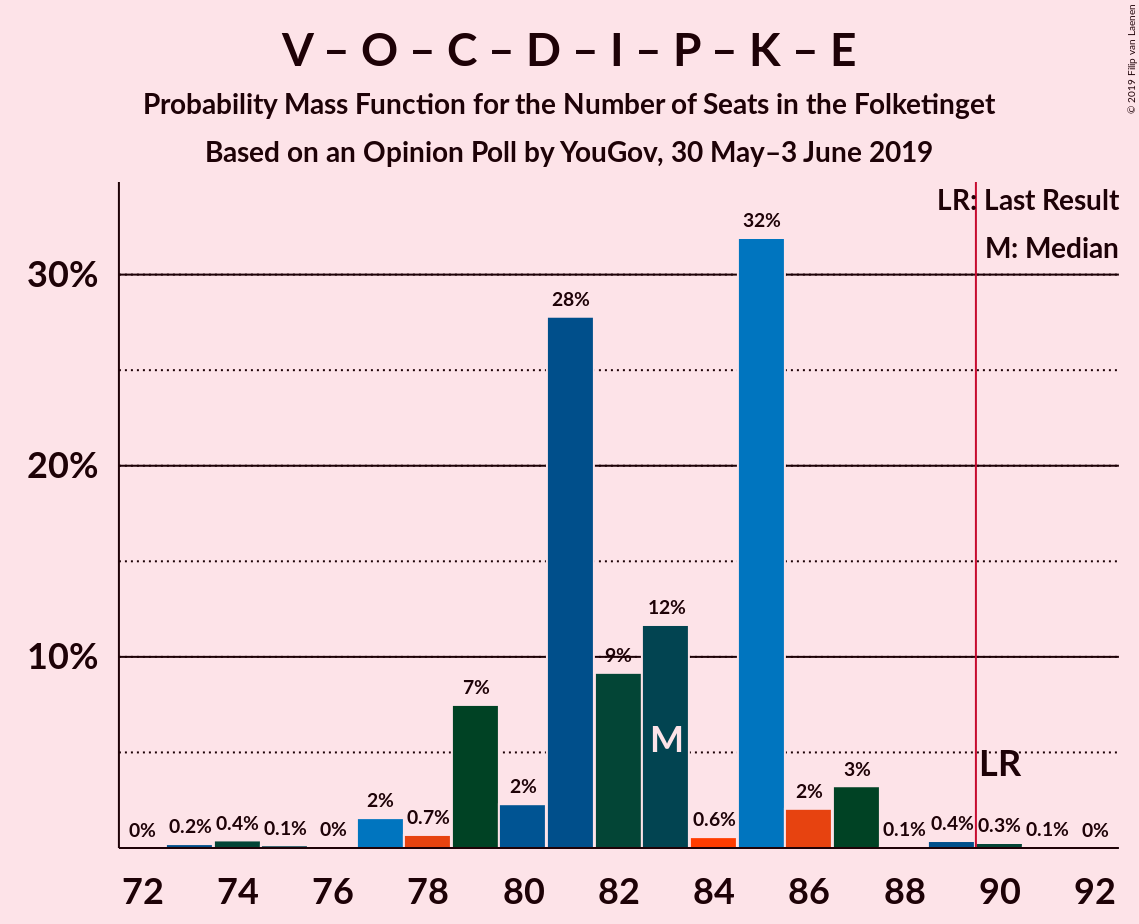 V – O – C – D – I – P – K – E
Probability Mass Function for the Number of Seats in the Folketinget
Based on an Opinion Poll by YouGov, 30 May–3 June 2019
© 2019 Filip van Laenen
LR: Last Result
M: Median
32%
30%
28%
20%
12%
10%
9%
7%
M
LR
3%
2%
2%
2%
0.7%
0.6%
0% 0.2% 0.4% 0.1% 0%
0.1% 0.4% 0.3% 0.1% 0%
72 74 76 78 80 82 84 86 88 90 92